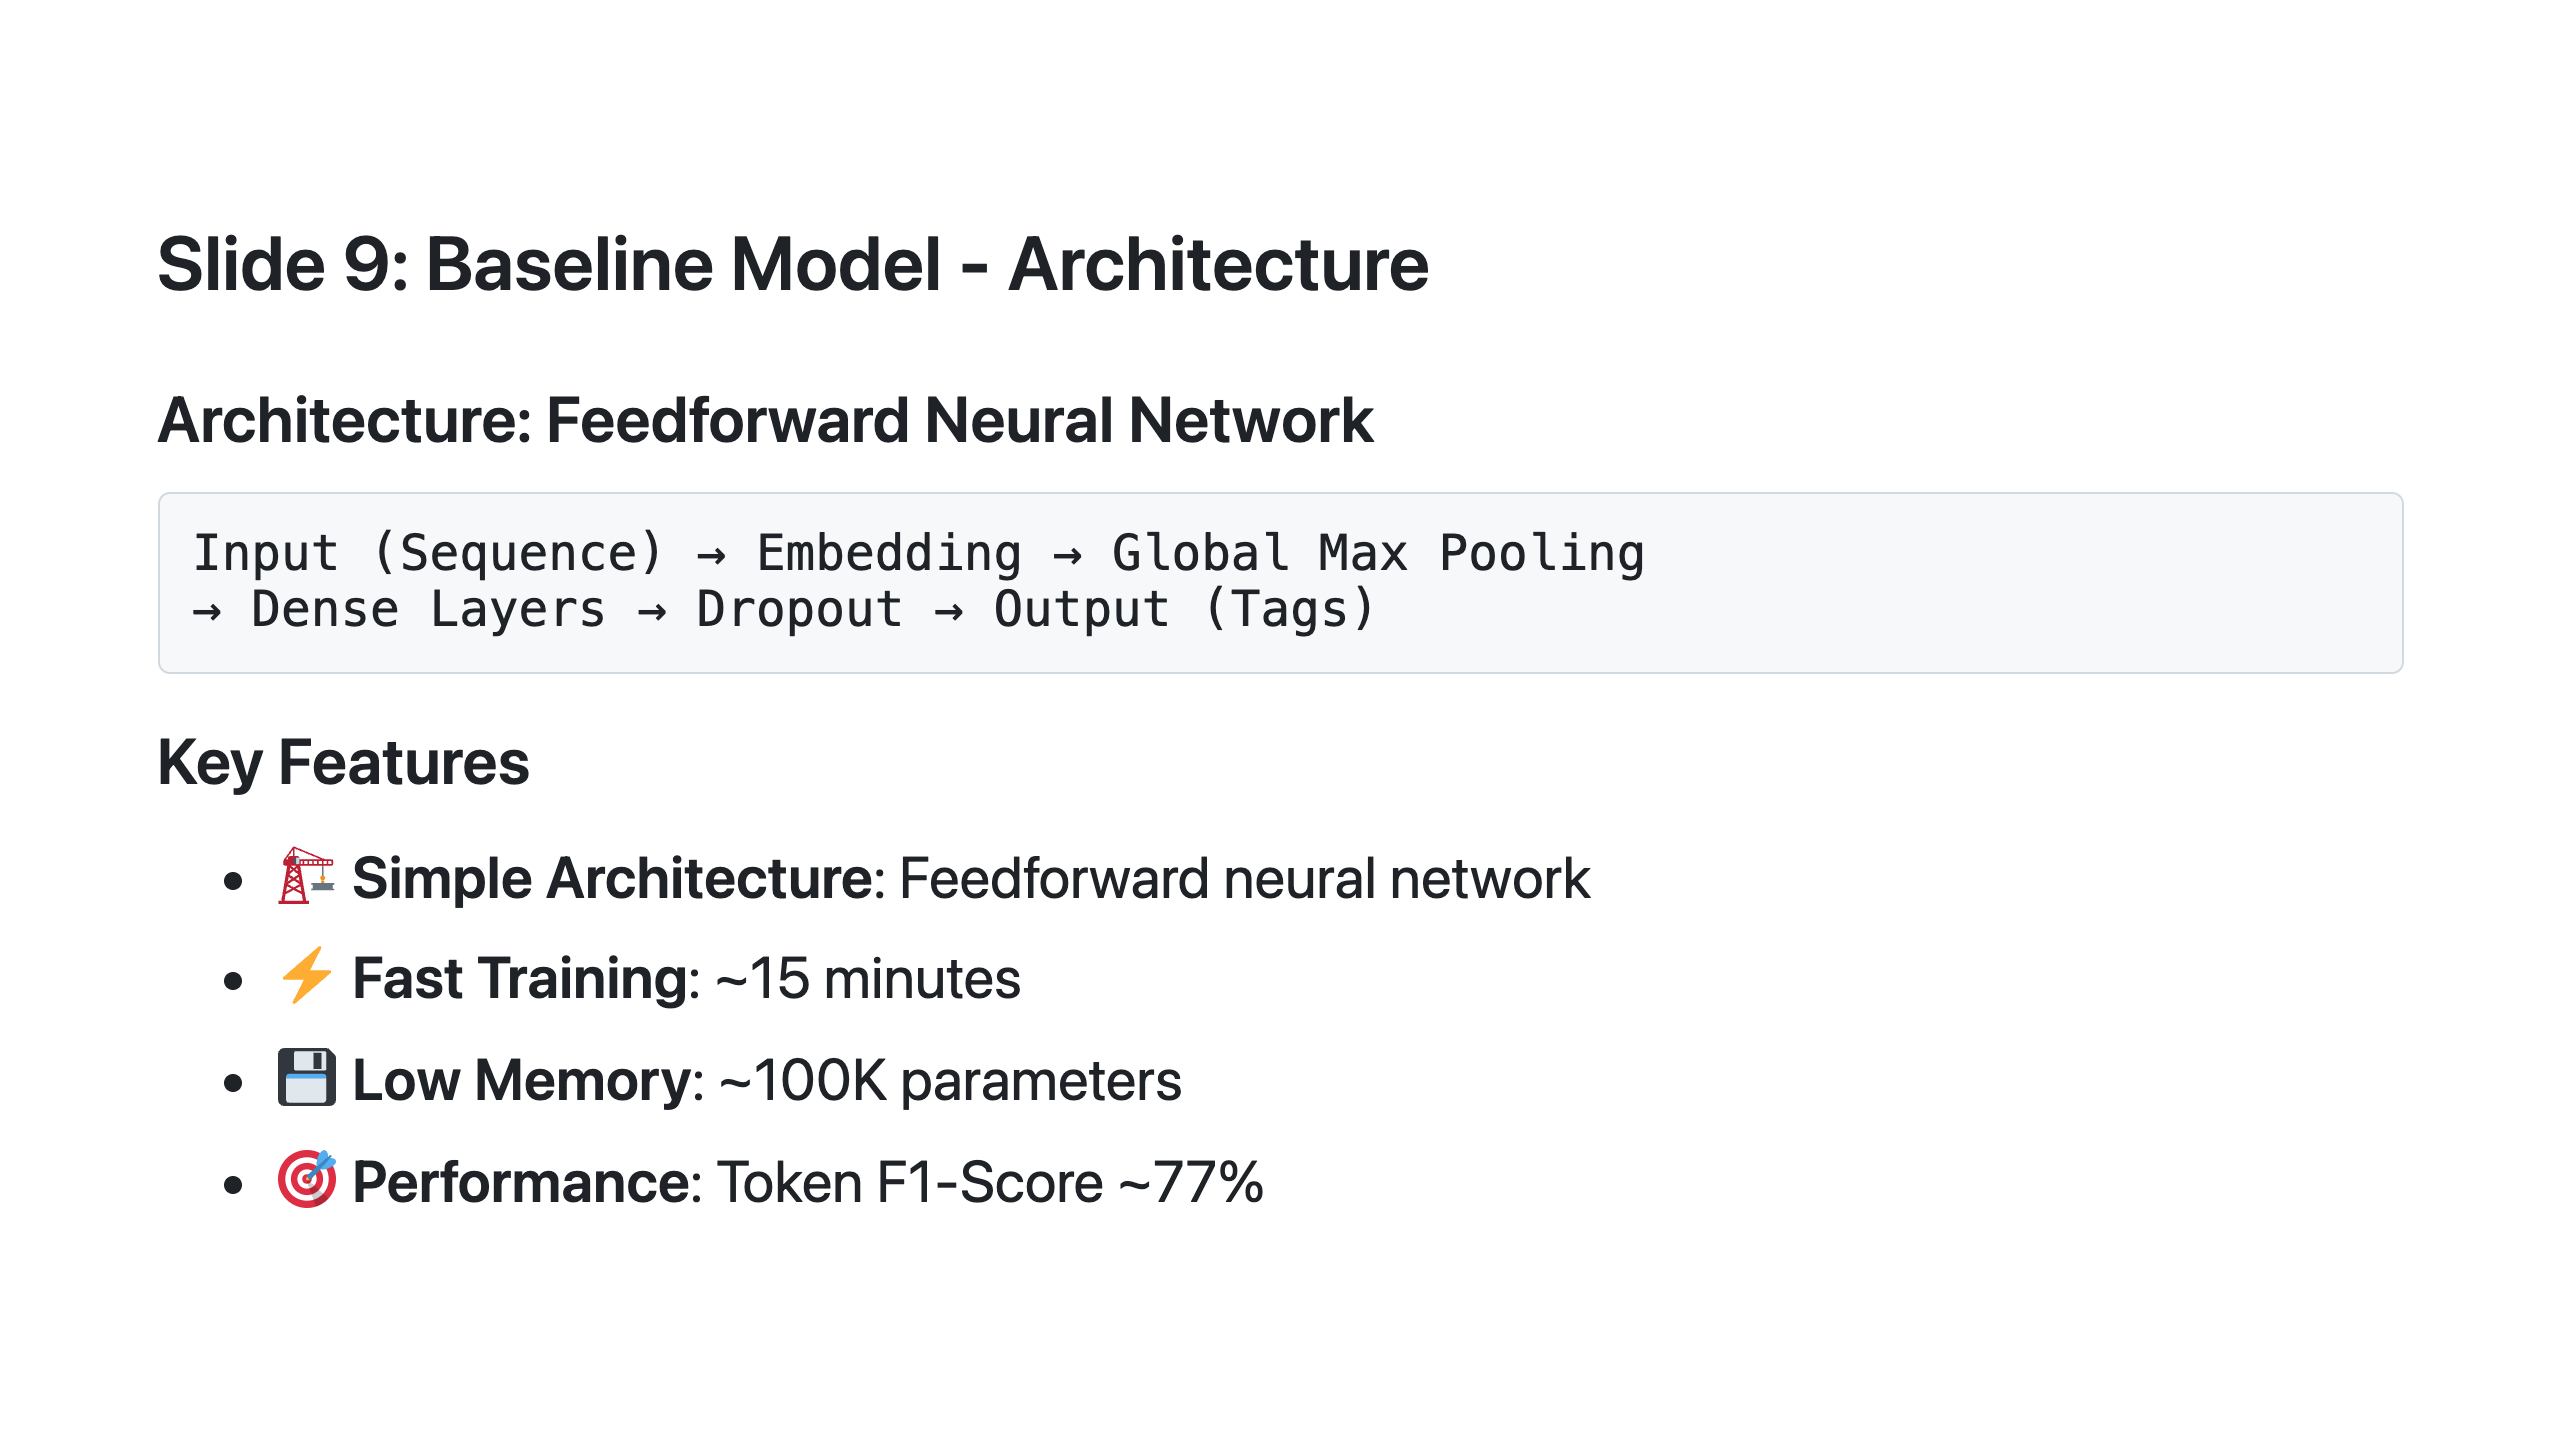 Slide 9: Baseline Model - Architecture
Architecture: Feedforward Neural Network
Input (Sequence) → Embedding → Global Max Pooling
→ Dense Layers → Dropout → Output (Tags)
Key Features
• 🏗️ Simple Architecture: Feedforward neural network
• ⚡ Fast Training: ~15 minutes
• 💾 Low Memory: ~100K parameters
• 🎯 Performance: Token F1-Score ~77%